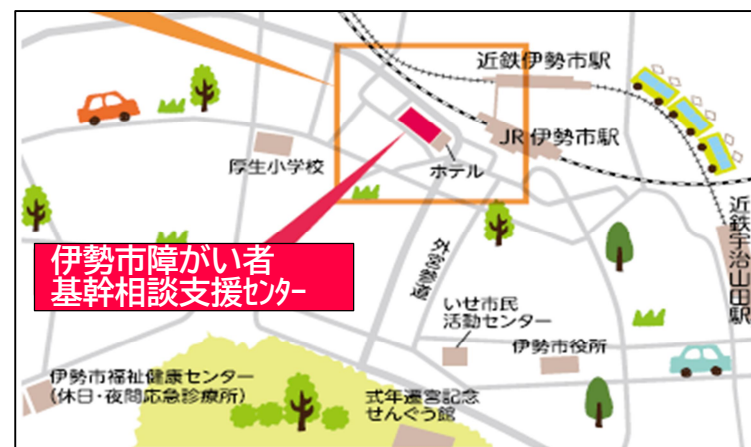 近鉄伊勢市駅
JR伊勢市駅
厚生小学校
ホテル
近鉄宇治山田駅
伊勢市障がい者
基幹相談支援センター
外宮参道
いせ市民
活動センター
伊勢市役所
伊勢市福祉健康センター
(休日・夜間応急診療所)
式年遷宮記念
せんぐう館